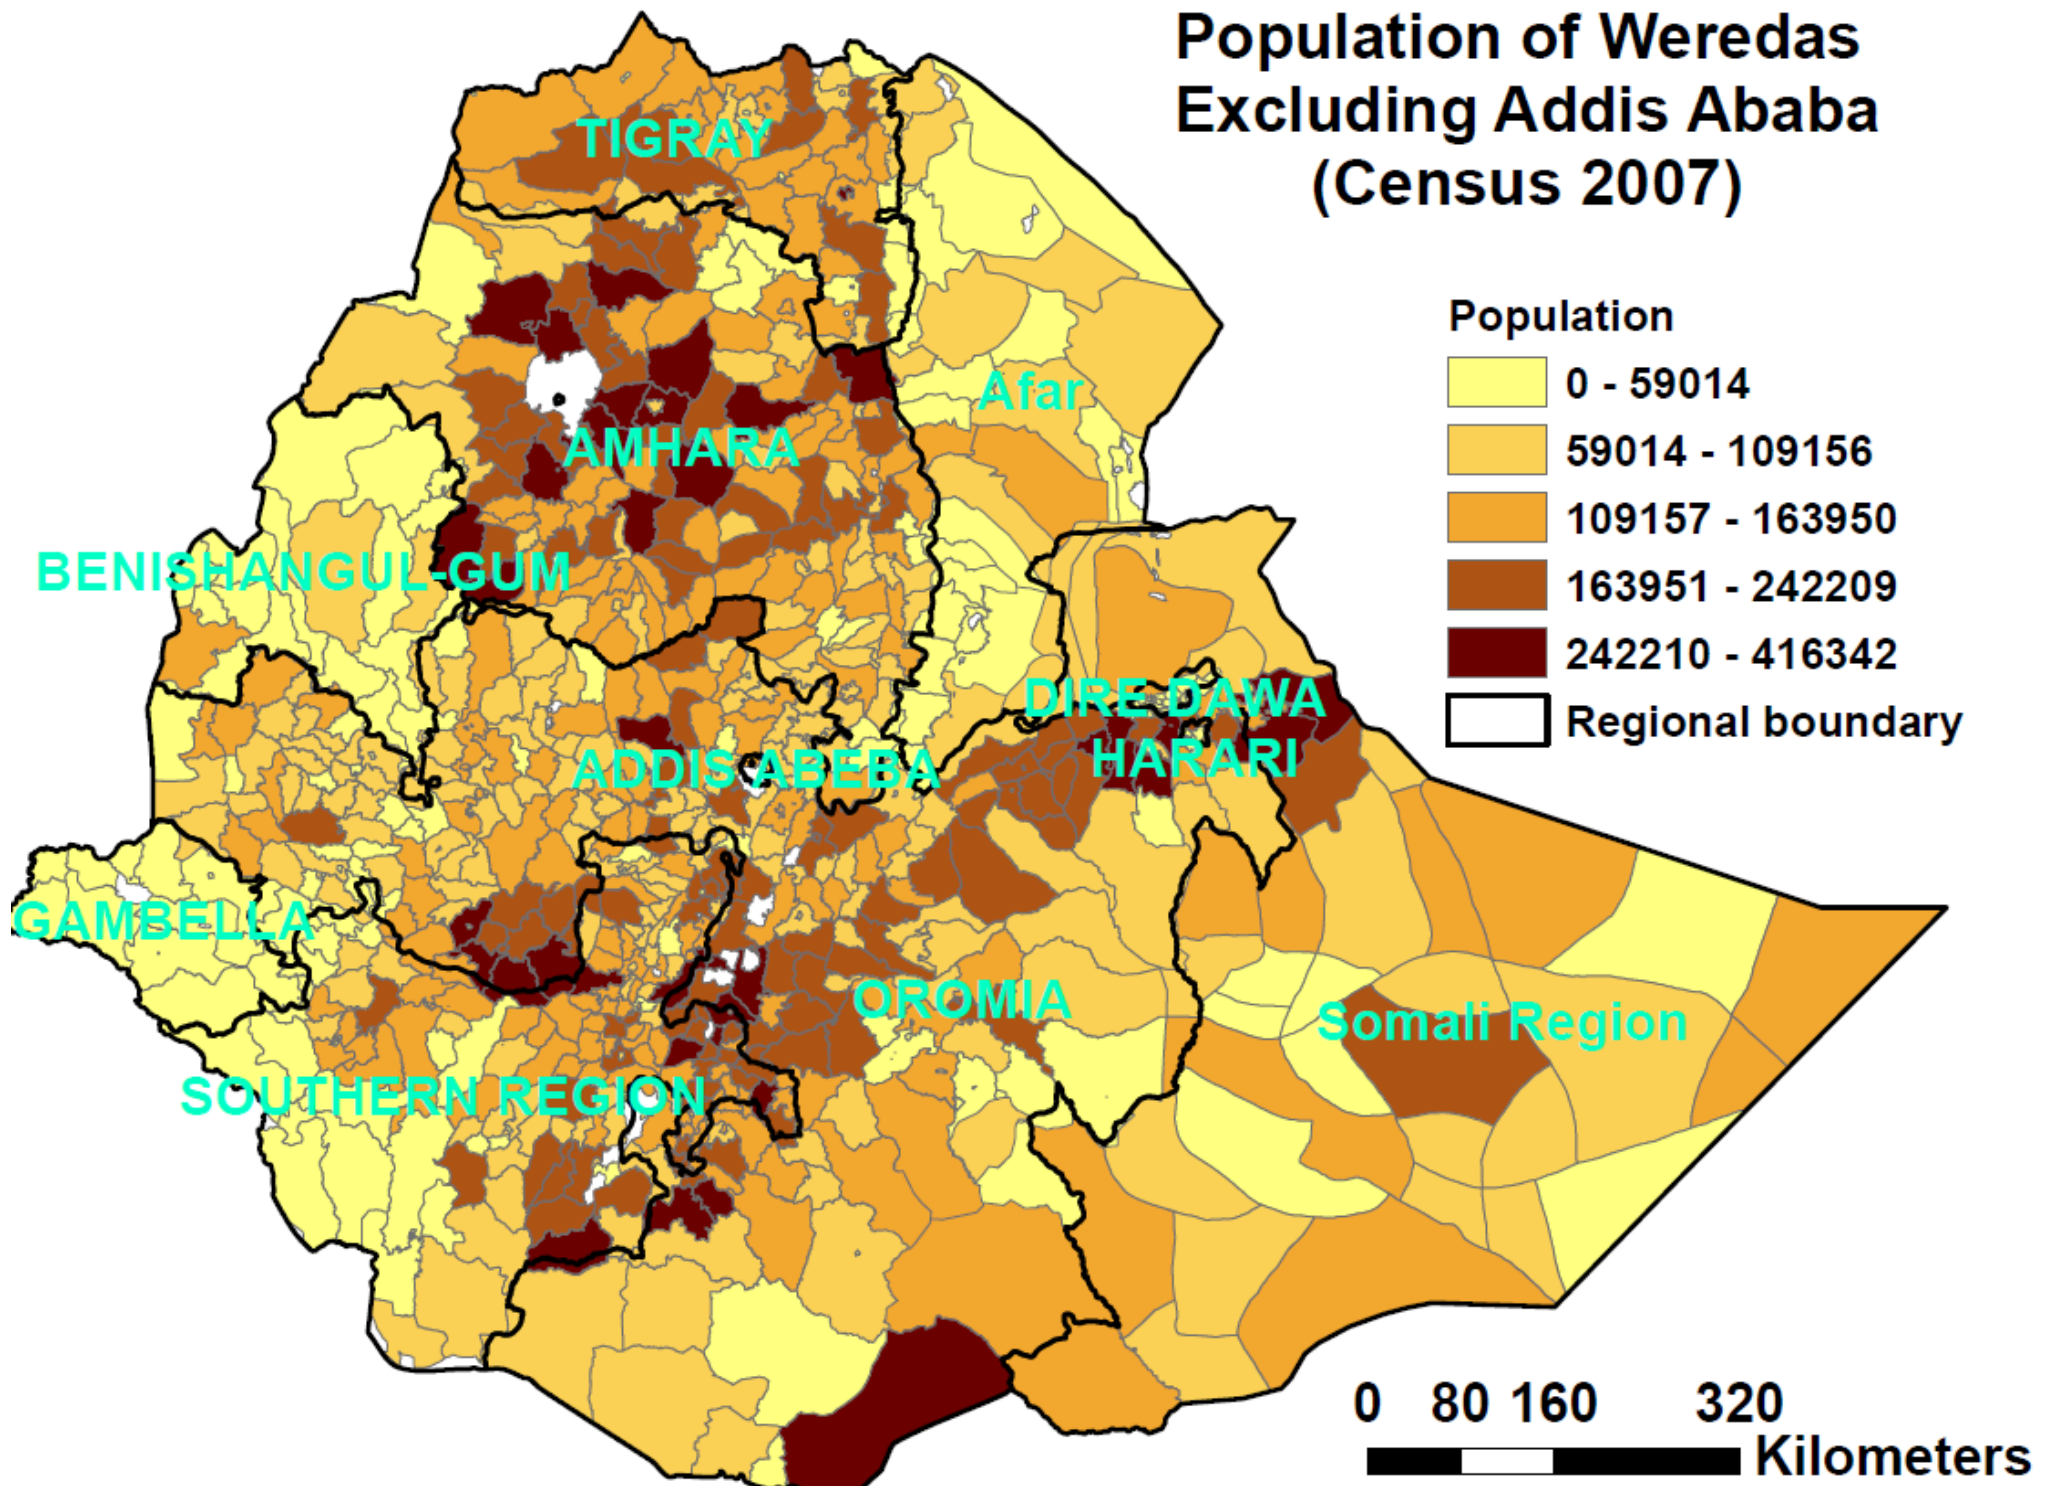 Population of Weredas
Excluding Addis Ababa
(Census 2007)
TIGRAY
Population
0 - 59014
Afar
59014 - 109156
AMHARA
109157 - 163950
BENISHANGUL-GUM
163951 - 242209
242210 - 416342
DIRE DAWA
Regional boundary
HARARI
ADDIS ABEBA
GAMBELLA
OROMIA
Somali Region
SOUTHERN REGION
0 80 160 320
Kilometers